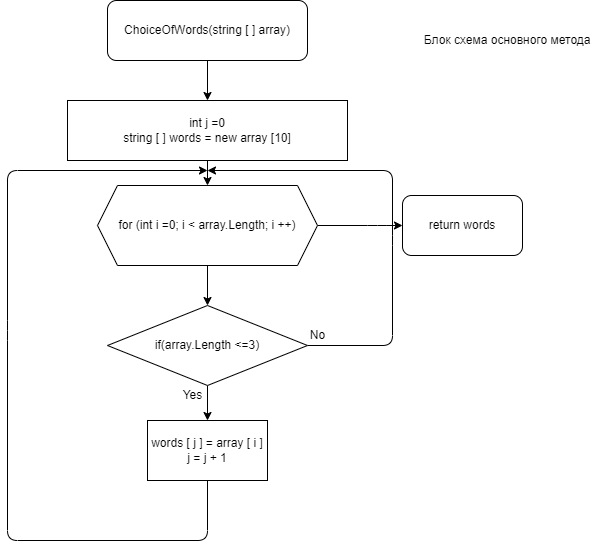 ChoiceOfWords(string [ ] array)
Блок схема основного метода
int j =0
string [ ] words = new array [10]
for (int i =0; i < array.Length; i ++)
return words
if(array.Length <=3)
No
Yes
words [ j ] = array [ i ]
j = j + 1